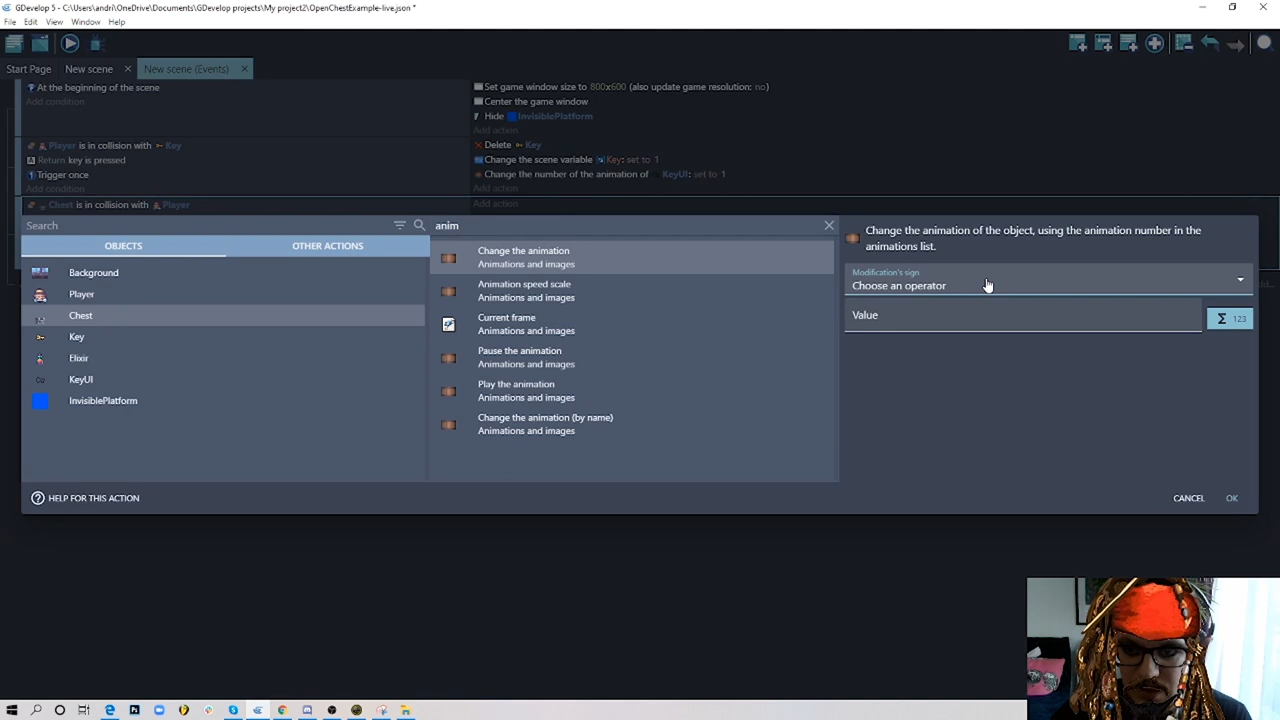 GDevelop 5 - C:\Users\andri\OneDrive\Documents\GDevelop projects\My project2\OpenChestExample-live.json *
File Edit View Window Help
Start Page New scene × New scene (Events) ×
At the beginning of the scene
Add condition
Set game window size to 800x600 (also update game resolution: no)
Center the game window
Hide InvisiblePlatform
Add action
Player is in collision with Key
Return key is pressed
Trigger once
Add condition
Delete Key
Change the scene variable Key: set to 1
Change the number of the animation of KeyUI: set to 1
Add action
Chest is in collision with Player
Add action
Search
OBJECTS OTHER ACTIONS
Background
Player
Chest
Key
Elixir
KeyUI
InvisiblePlatform
anim
Change the animation
Animations and images
Animation speed scale
Animations and images
Current frame
Animations and images
Pause the animation
Animations and images
Play the animation
Animations and images
Change the animation (by name)
Animations and images
Change the animation of the object, using the animation number in the
animations list.
Modification's sign
Choose an operator
Value
Σ 123
HELP FOR THIS ACTION
CANCEL OK